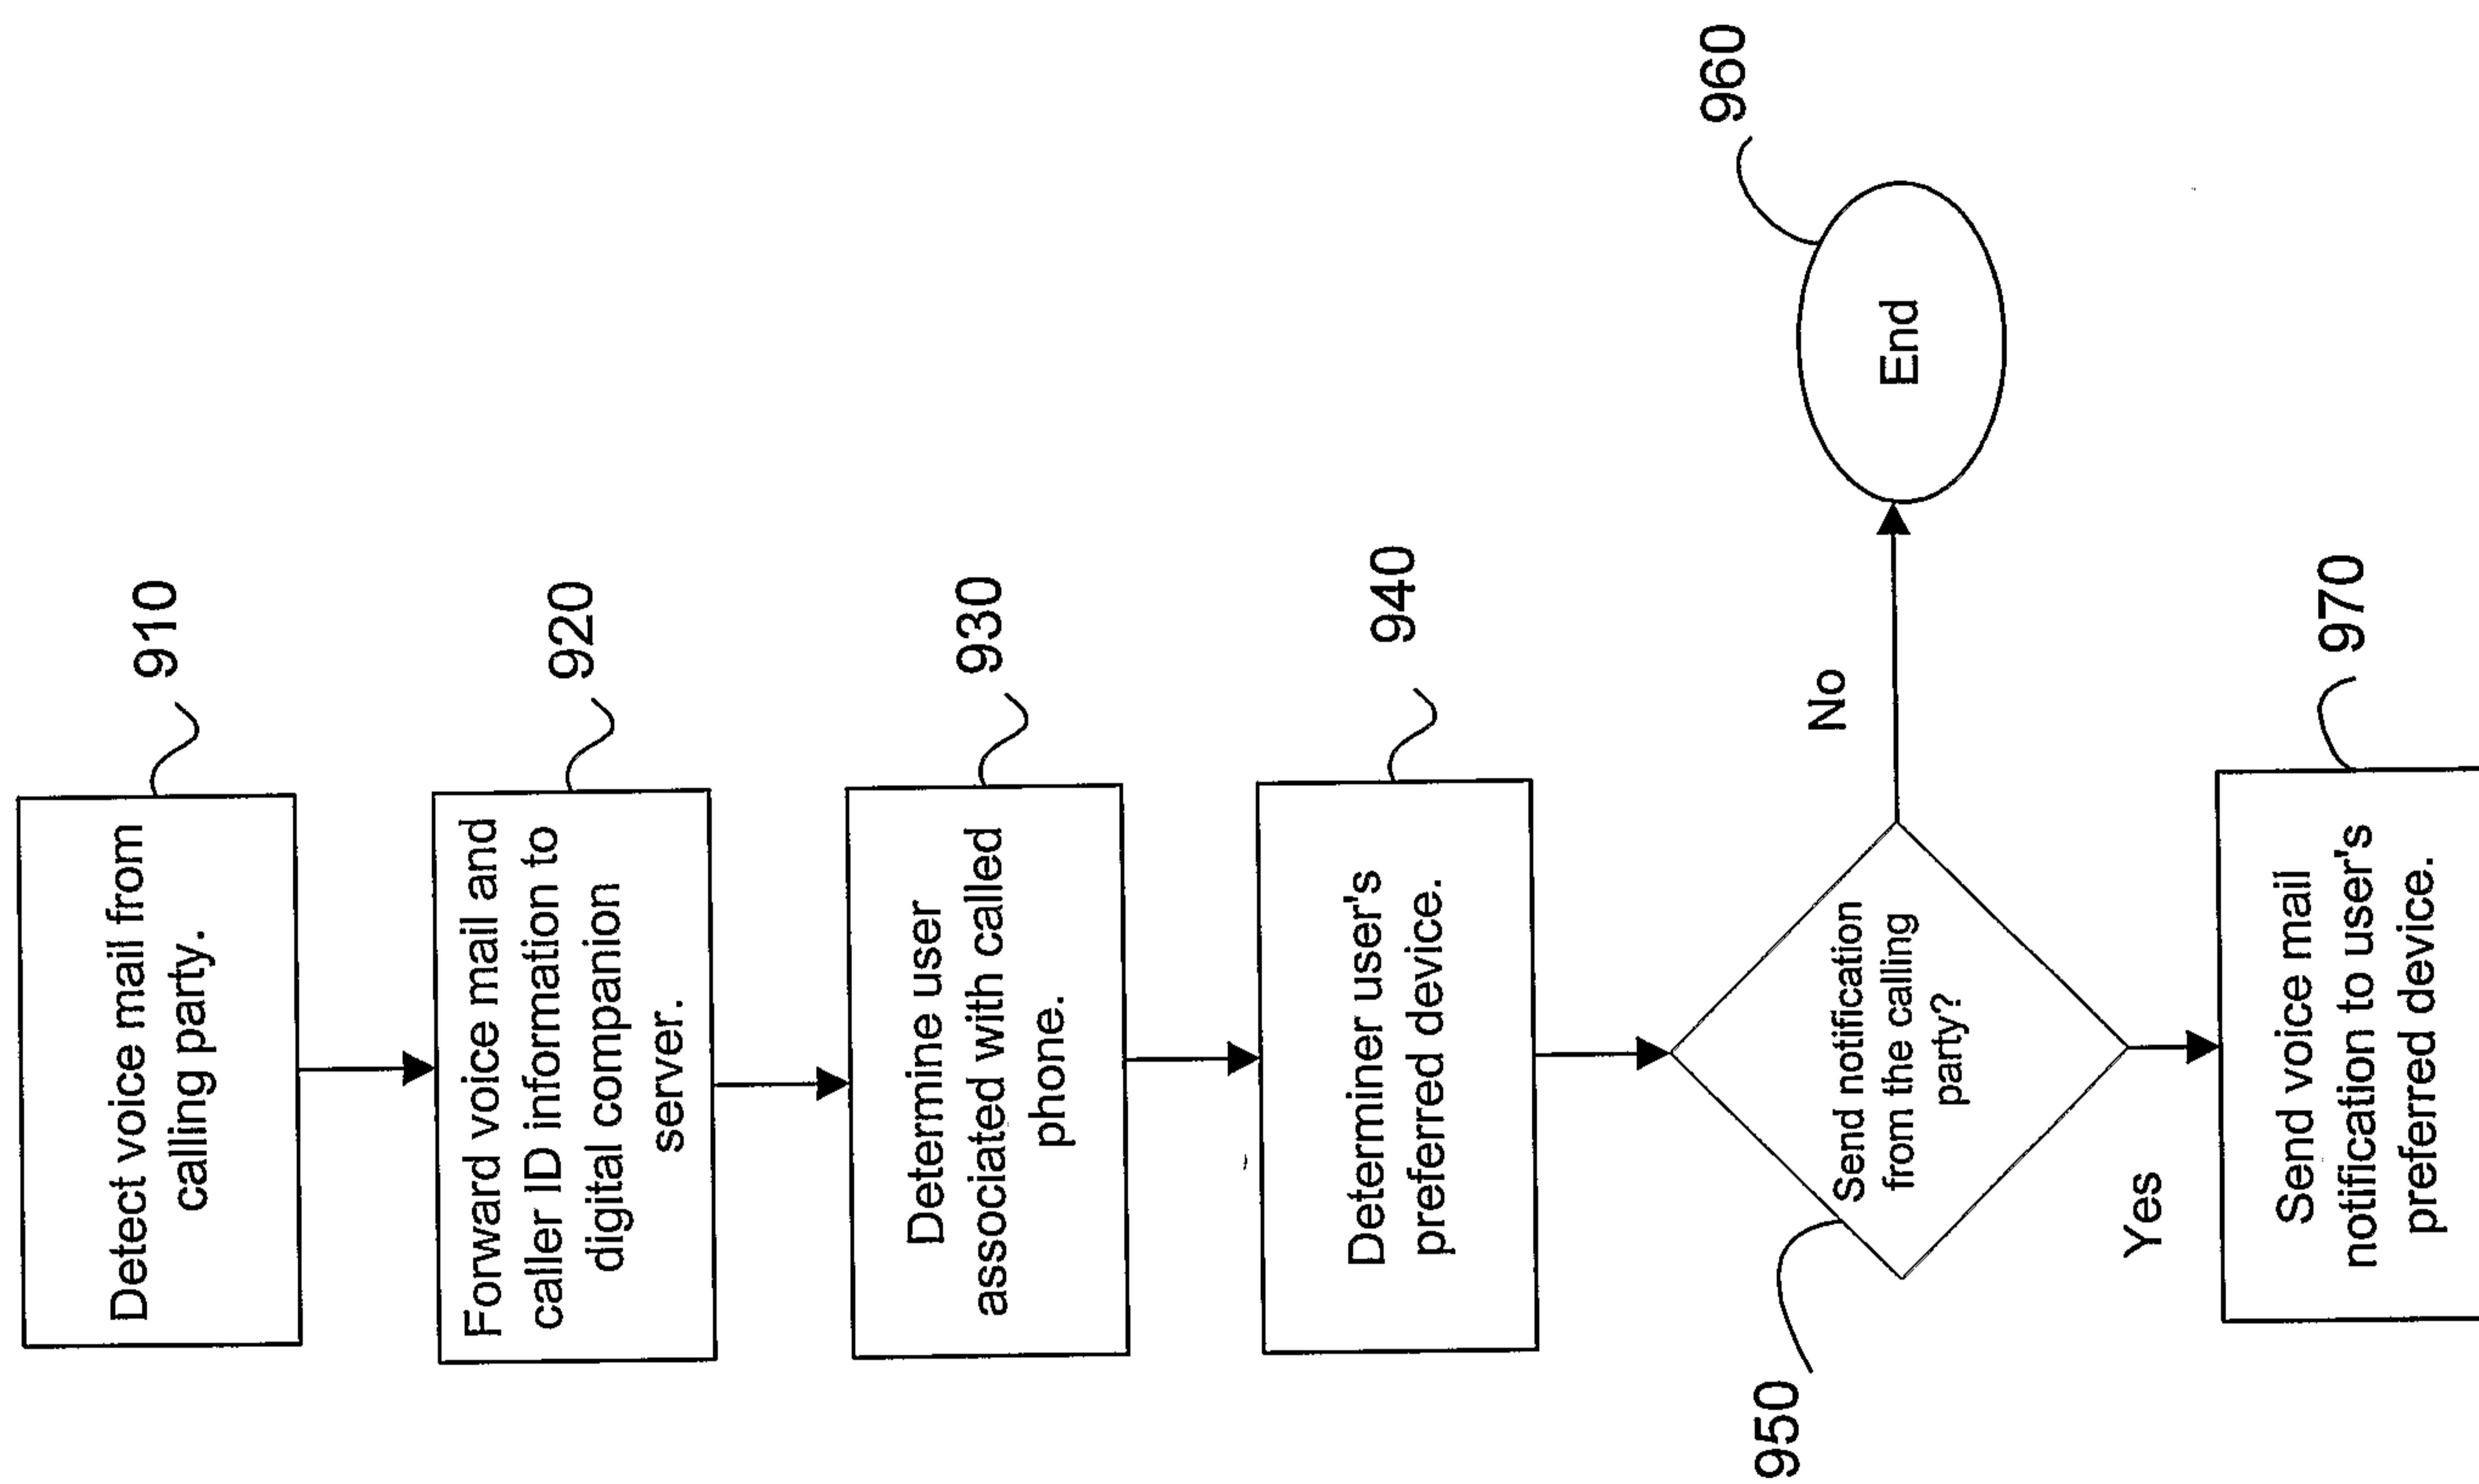 Detect voice mail from
calling party.
910
Forward voice mail and
caller ID information to
digital companion
server.
920
Determine user
associated with called
phone.
930
Determiner user's
preferred device.
940
Send notification
from the calling
party?
950
No
End
960
Yes
Send voice mail
notification to user's
preferred device.
970